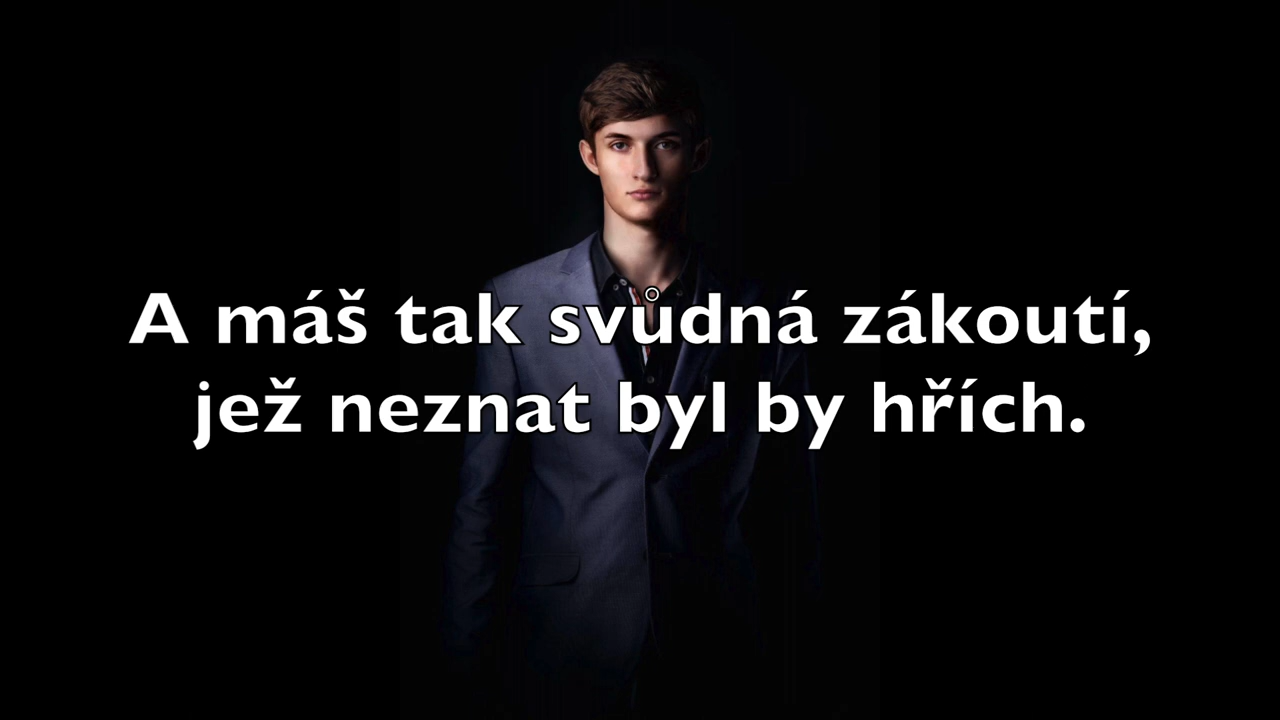 A máš tak svůdná zákoutí,
jež neznat byl by hřích.